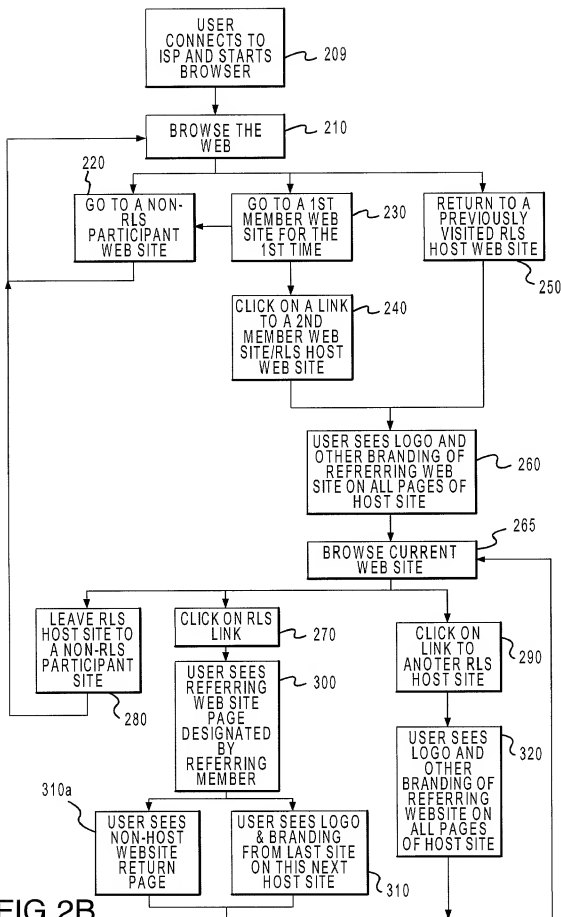 USER
CONNECTS TO
ISP AND STARTS
BROWSER
209
BROWSE THE
WEB
210
220
GO TO A NON-
RLS
PARTICIPANT
WEB SITE
GO TO A 1ST
MEMBER WEB
SITE FOR THE
1ST TIME
230
RETURN TO A
PREVIOUSLY
VISITED RLS
HOST WEB SITE
250
CLICK ON A LINK
TO A 2ND
MEMBER WEB
SITE/RLS HOST
WEB SITE
240
USER SEES LOGO AND
OTHER BRANDING OF
REFRERRING WEB
SITE ON ALL PAGES OF
HOST SITE
260
BROWSE CURRENT
WEB SITE
265
LEAVE RLS
HOST SITE TO
A NON-RLS
PARTICIPANT
SITE
280
CLICK ON RLS
LINK
270
CLICK ON
LINK TO
ANOTER RLS
HOST SITE
290
USER SEES
REFERRING
WEB SITE
PAGE
DESIGNATED
BY
REFERRING
MEMBER
300
USER SEES
LOGO AND
OTHER
BRANDING OF
REFERRING
WEBSITE ON
ALL PAGES
OF HOST SITE
320
310a
USER SEES
NON-HOST
WEBSITE
RETURN
PAGE
USER SEES LOGO
& BRANDING
FROM LAST SITE
ON THIS NEXT
HOST SITE
310
FIG.2B